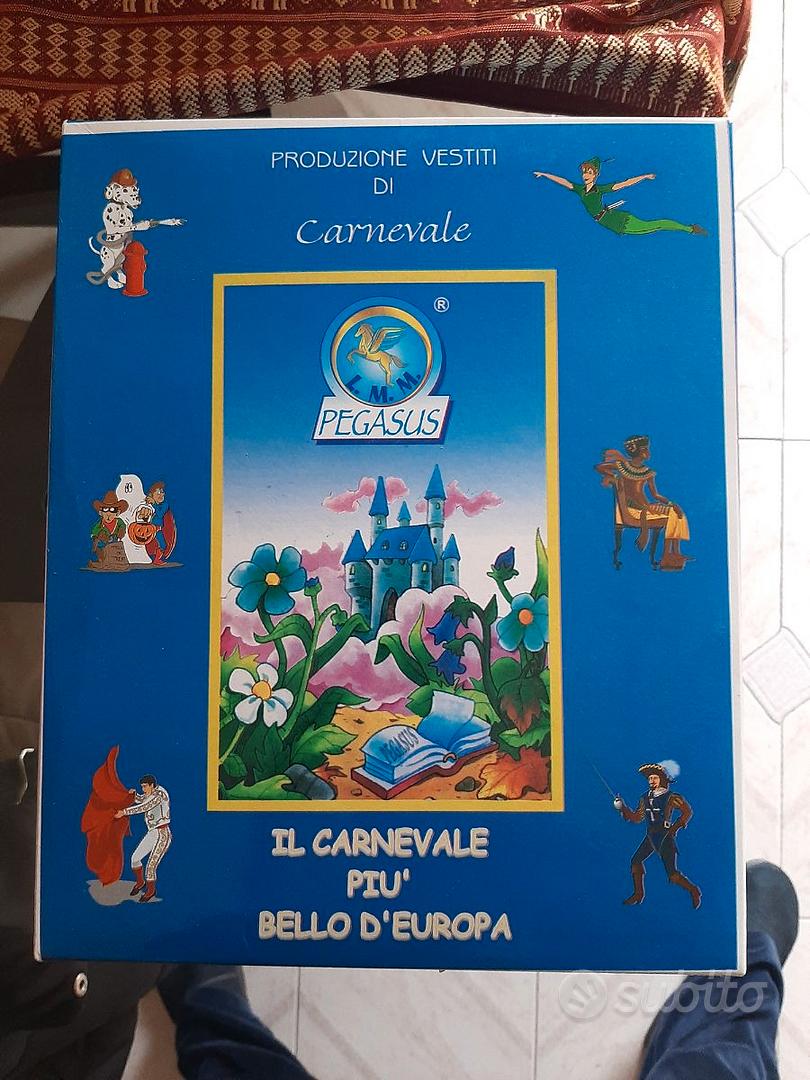 PRODUZIONE VESTITI
DI
Carnevale
®
L. M. M.
PEGASUS
PEGASUS
IL CARNEVALE
PIU'
BELLO D'EUROPA
subito